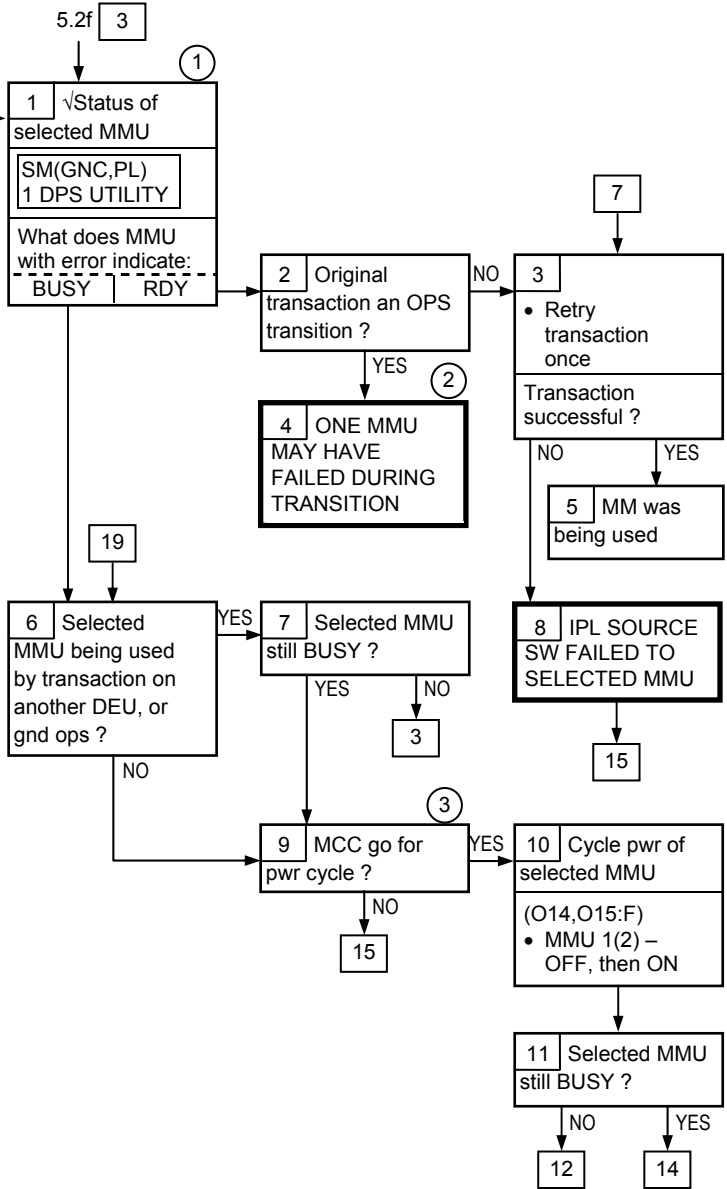 5.2f 3
1
1 √Status of
selected MMU
SM(GNC,PL)
1 DPS UTILITY
What does MMU
with error indicate:
BUSY RDY
2 Original
transaction an OPS
transition ?
NO
YES
7
3
• Retry
transaction
once
Transaction
successful ?
NO
YES
2
4 ONE MMU
MAY HAVE
FAILED DURING
TRANSITION
5 MM was
being used
19
6 Selected
MMU being used
by transaction on
another DEU, or
gnd ops ?
YES
NO
7 Selected MMU
still BUSY ?
YES
NO
3
8 IPL SOURCE
SW FAILED TO
SELECTED MMU
15
3
9 MCC go for
pwr cycle ?
YES
NO
15
10 Cycle pwr of
selected MMU
(O14,O15:F)
• MMU 1(2) –
OFF, then ON
11 Selected MMU
still BUSY ?
NO
YES
12
14